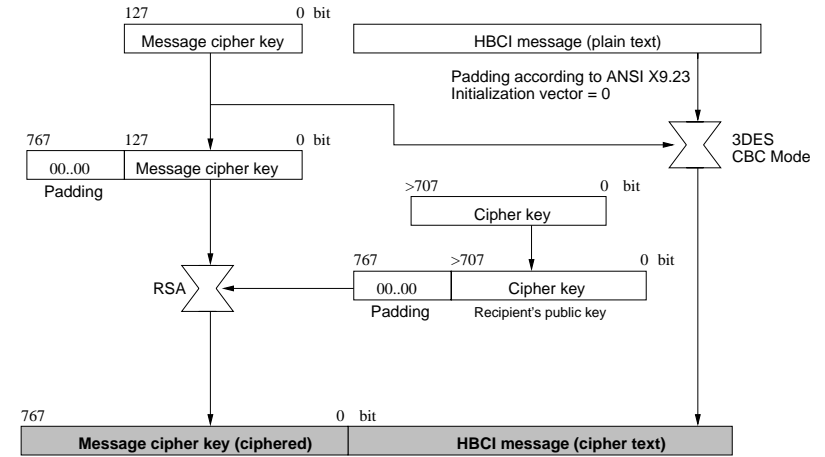 127 0 bit
Message cipher key
HBCI message (plain text)
Padding according to ANSI X9.23
Initialization vector = 0
3DES
CBC Mode
767 127 0 bit
00..00 Message cipher key
Padding
>707 0 bit
Cipher key
767 >707 0 bit
RSA
00..00 Cipher key
Padding Recipient's public key
767 0 bit
Message cipher key (ciphered) HBCI message (cipher text)